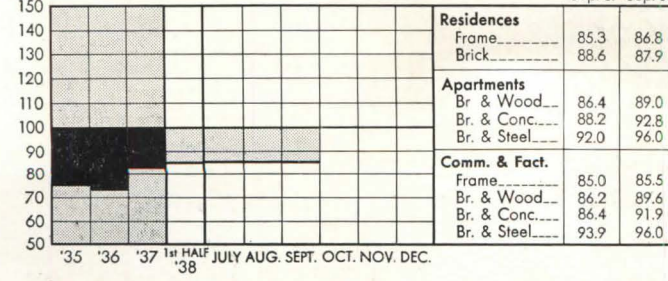 150
140
130
120
110
100
90
80
70
60
50
'35 '36 '37 1st HALF '38 JULY AUG. SEPT. OCT. NOV. DEC.
Residences
Frame 85.3 86.8
Brick 88.6 87.9
Apartments
Br & Wood 86.4 89.0
Br. & Conc. 88.2 92.8
Br. & Steel 92.0 96.0
Comm. & Fact.
Frame 85.0 85.5
Br. & Wood 86.2 89.6
Br. & Conc. 86.4 91.9
Br. & Steel 93.9 96.0